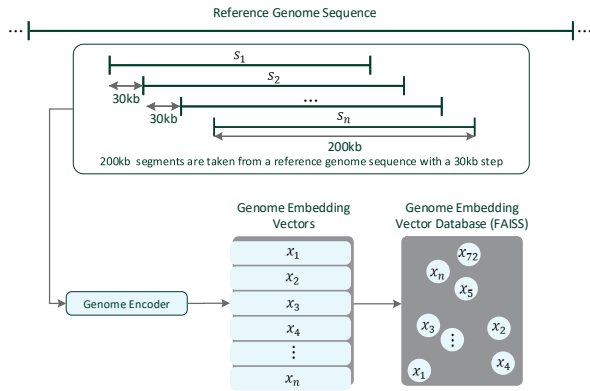 Reference Genome Sequence
... ...
s₁
30kb s₂
30kb ...
sₙ
200kb
200kb segments are taken from a reference genome sequence with a 30kb step
Genome Embedding
Vectors
Genome Embedding
Vector Database (FAISS)
Genome Encoder
x₁
x₂
x₃
x₄
⋮
xₙ
x₇₂
xₙ
x₅
x₃
⋮
x₂
x₁
x₄